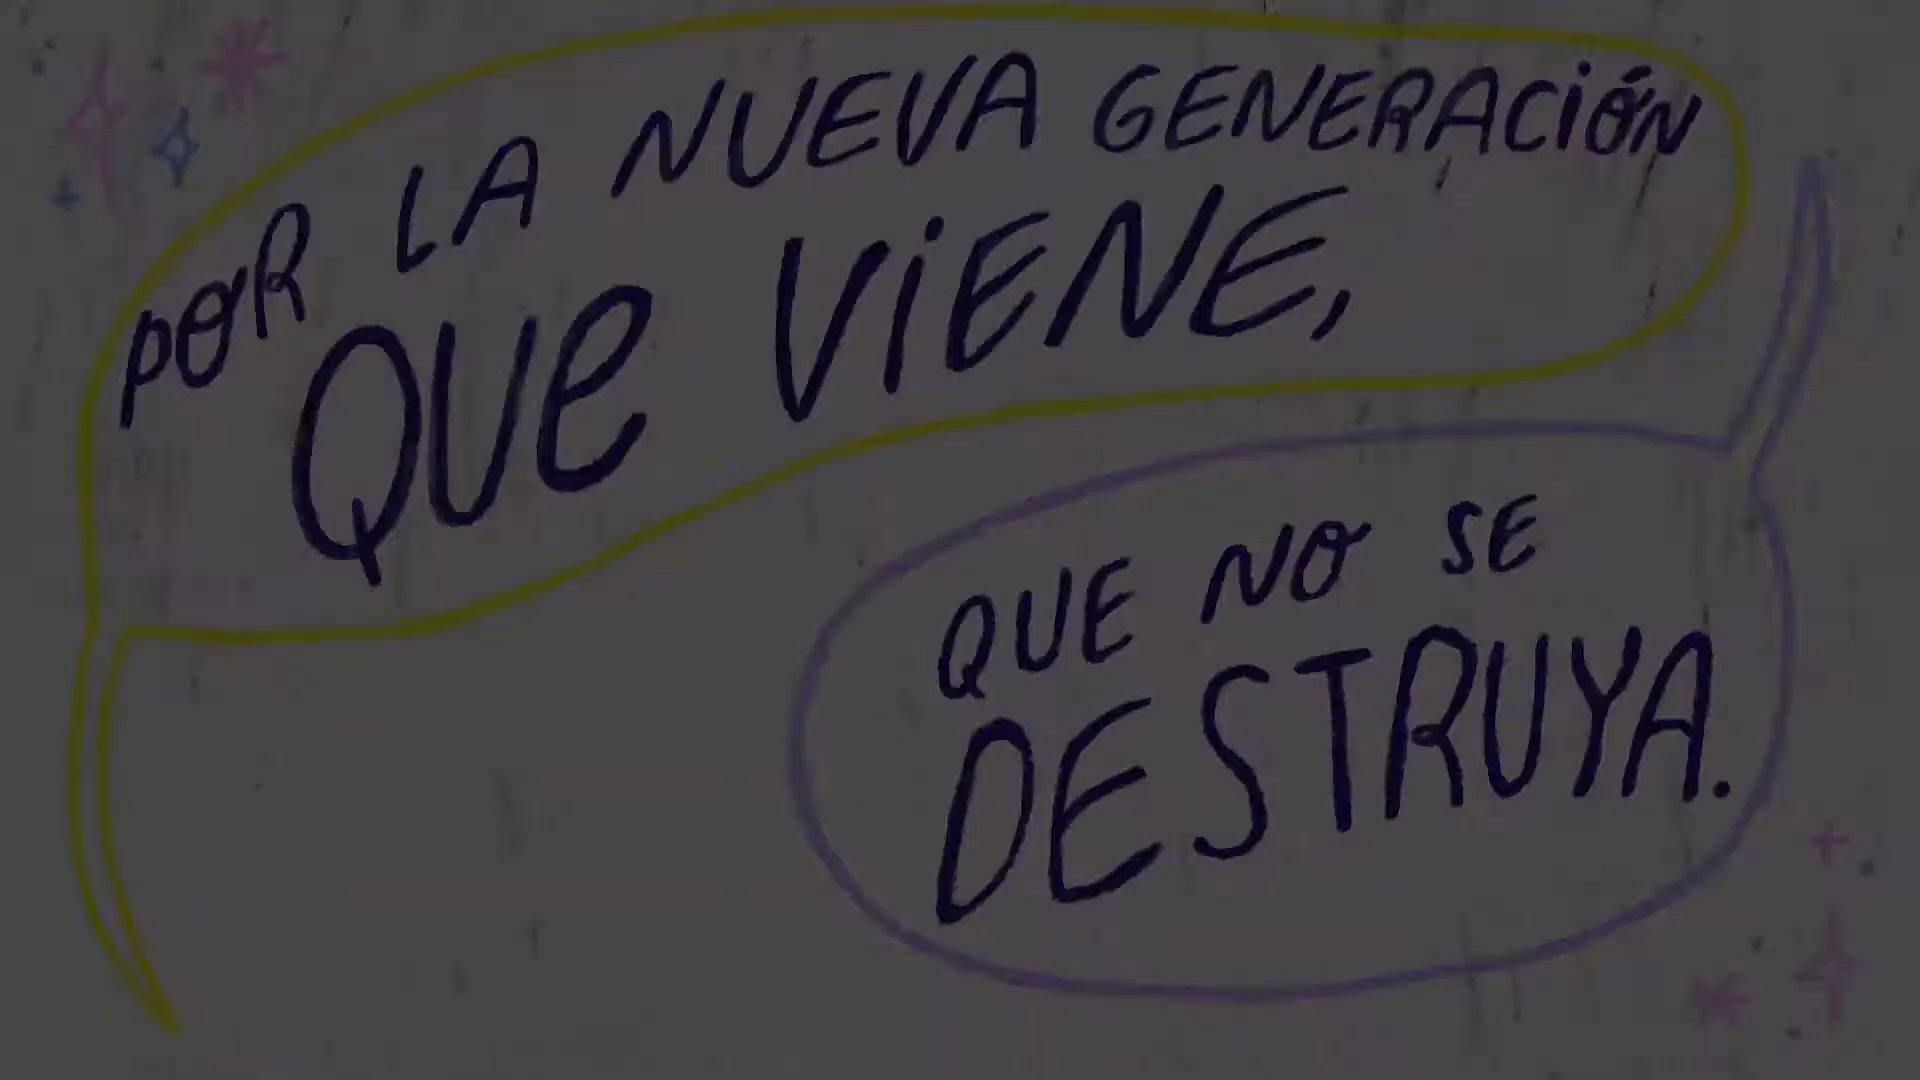 POR LA NUEVA GENERACIÓN
QUE VIENE,
QUE NO SE
DESTRUYA.